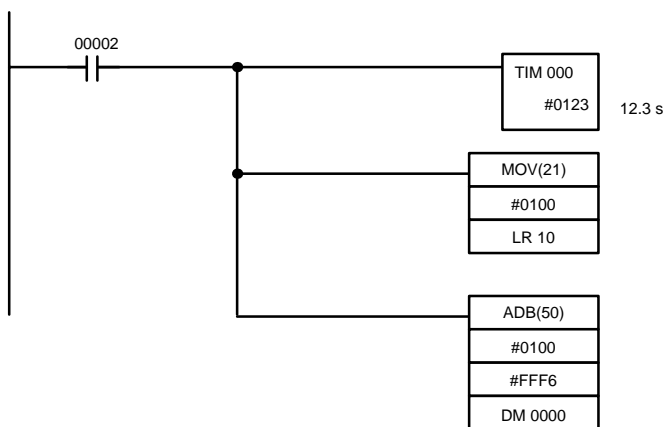 00002
TIM 000
#0123
12.3 s
MOV(21)
#0100
LR 10
ADB(50)
#0100
#FFF6
DM 0000